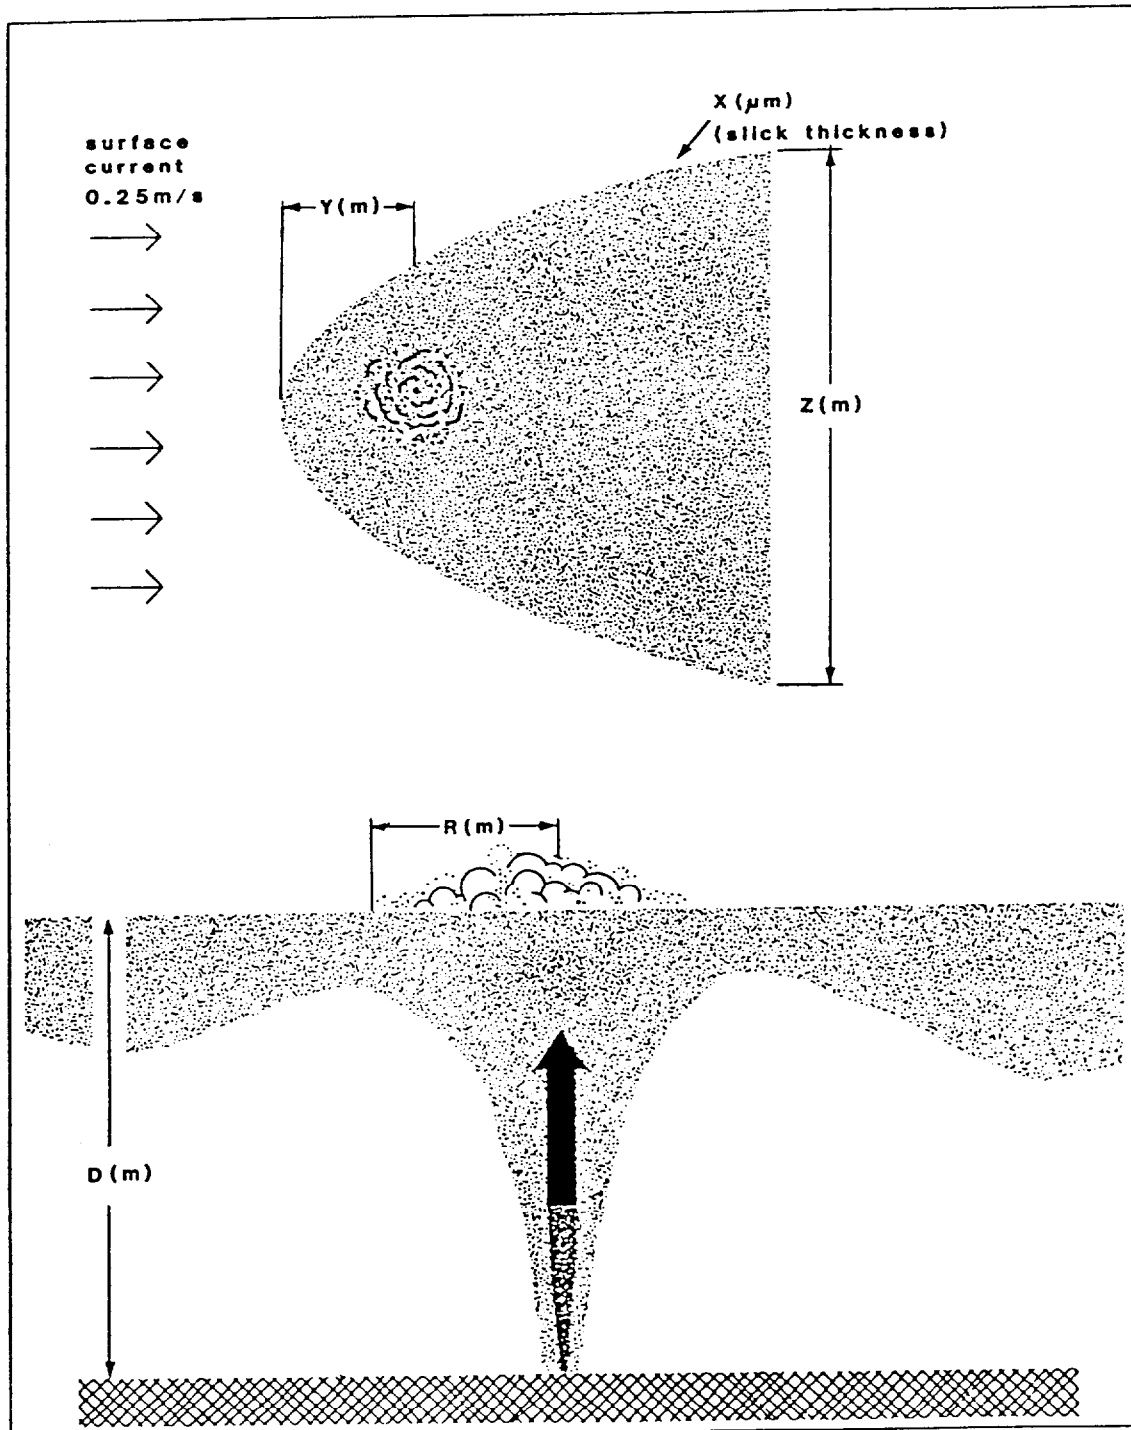 surface
current
0.25m/s
X (µm)
(slick thickness)
Y(m)
Z(m)
R(m)
D(m)